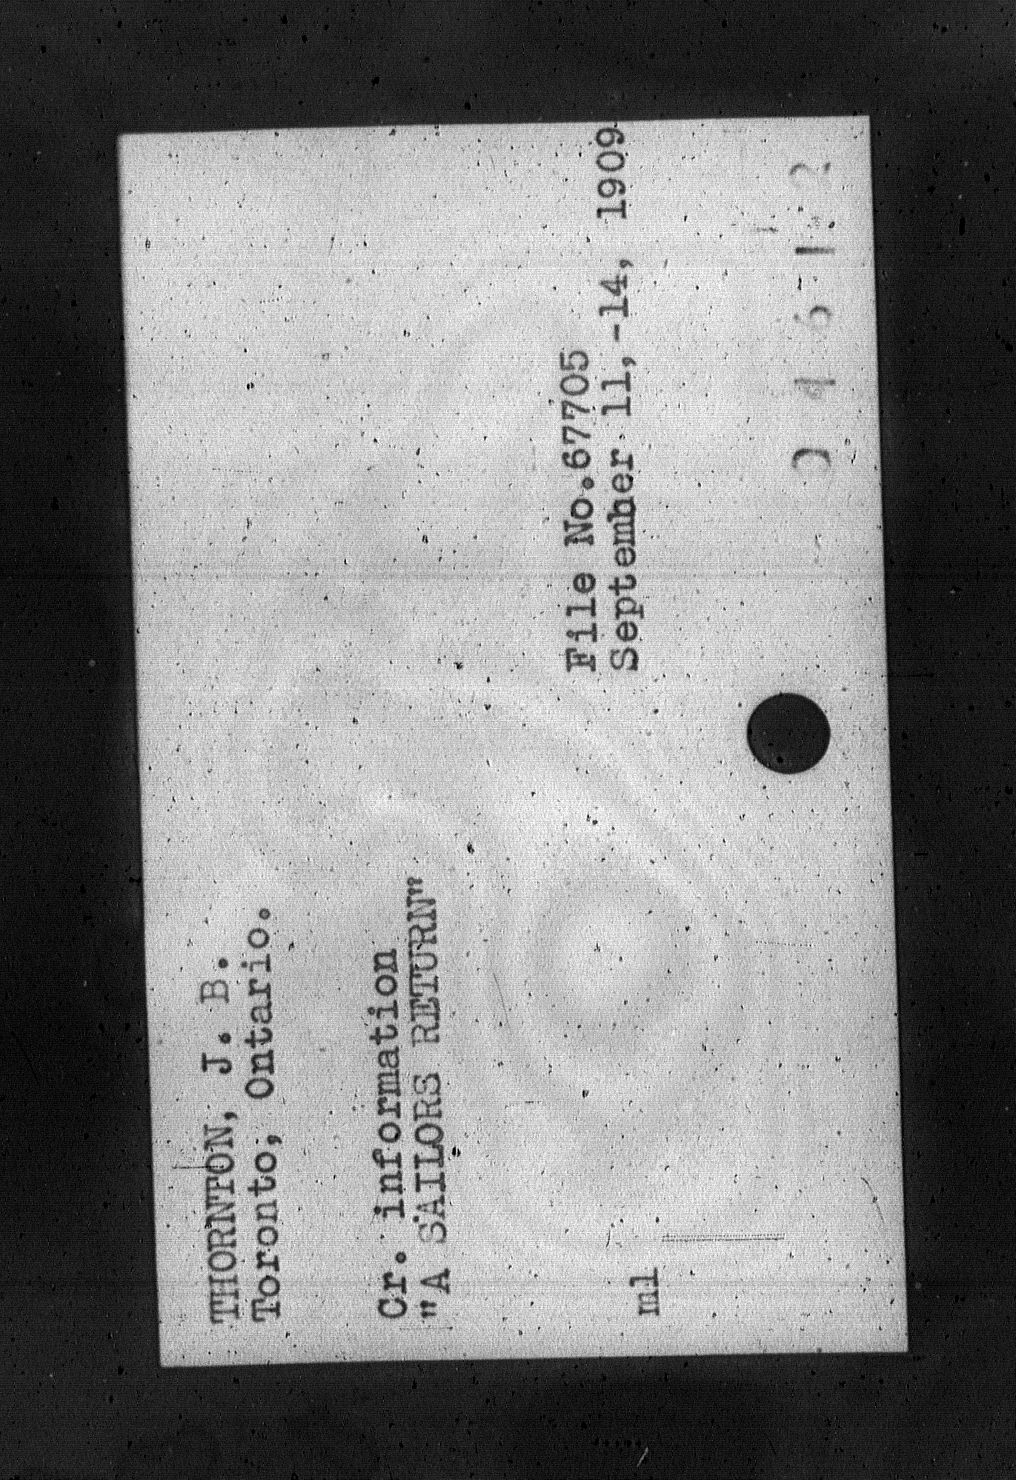 THORNTON, J. B.
Toronto, Ontario.
Cr. information
"A SAILORS RETURN"
File No.67705
September 11,-14, 1909
ml